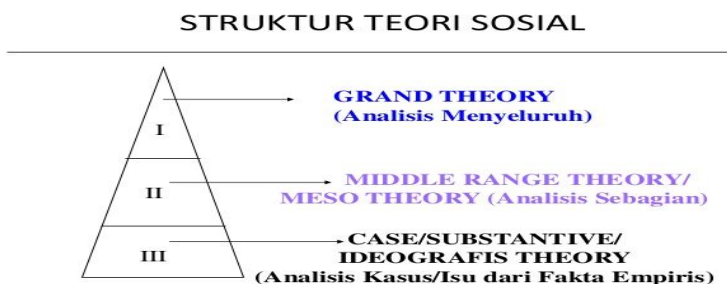 STRUKTUR TEORI SOSIAL
I
GRAND THEORY
(Analisis Menyeluruh)
II
MIDDLE RANGE THEORY/
MESO THEORY (Analisis Sebagian)
III
CASE/SUBSTANTIVE/
IDEOGRAFIS THEORY
(Analisis Kasus/Isu dari Fakta Empiris)